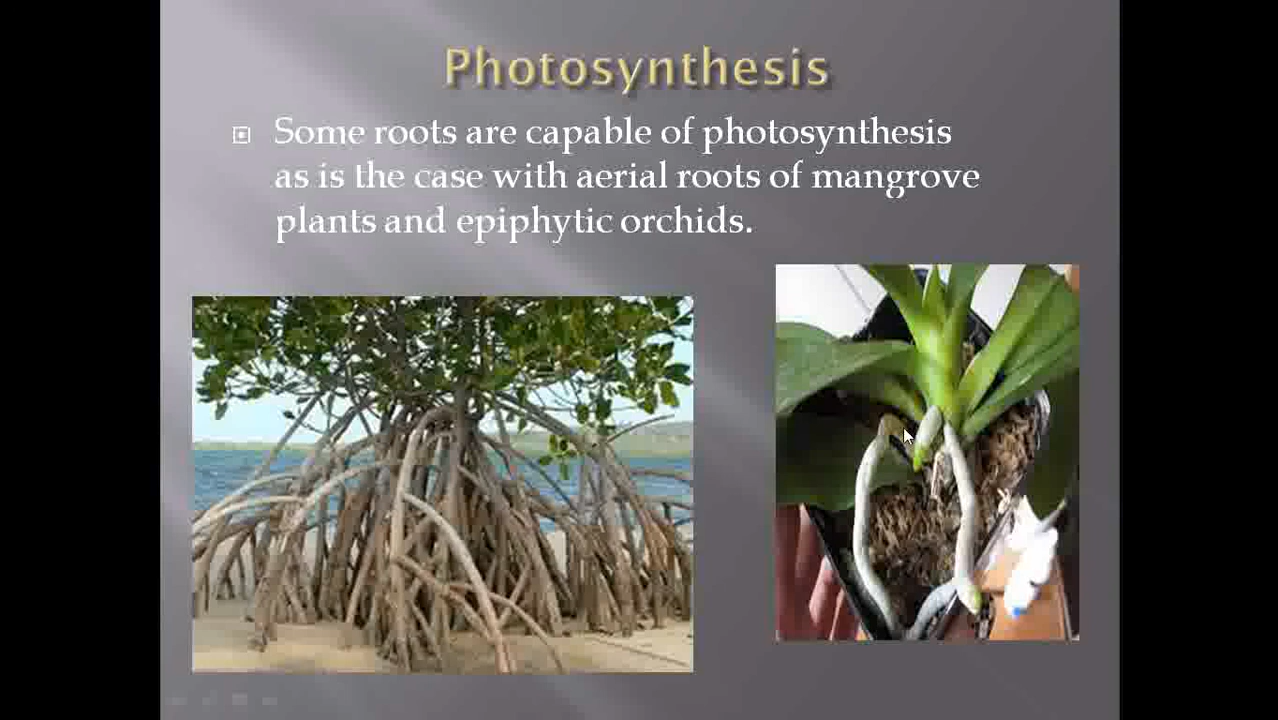 Photosynthesis
Some roots are capable of photosynthesis
as is the case with aerial roots of mangrove
plants and epiphytic orchids.